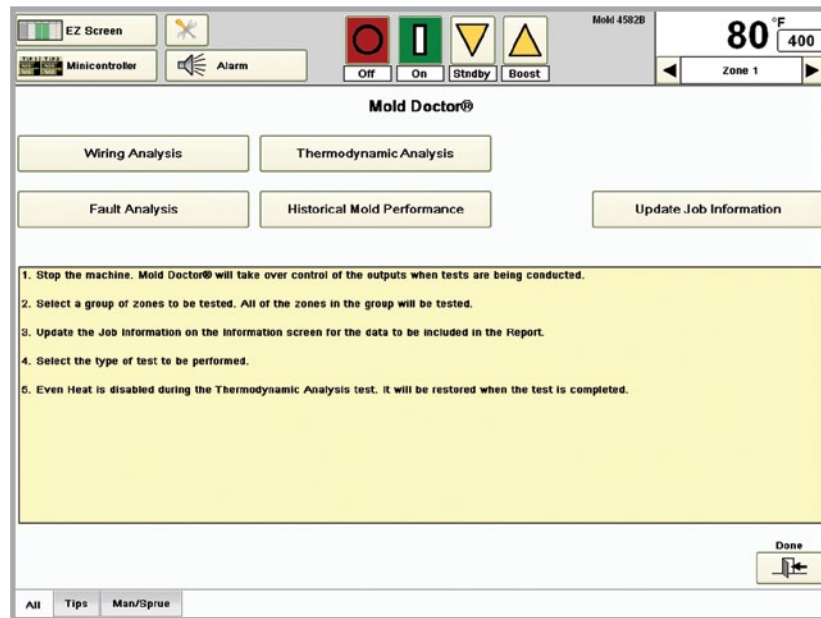 EZ Screen
Minicontroller
Alarm
Off
On
Stndby
Boost
Mold 4582B
80 °F
400
Zone 1
Mold Doctor®
Wiring Analysis
Thermodynamic Analysis
Fault Analysis
Historical Mold Performance
Update Job Information
1. Stop the machine. Mold Doctor® will take over control of the outputs when tests are being conducted.
2. Select a group of zones to be tested. All of the zones in the group will be tested.
3. Update the Job Information on the Information screen for the data to be included in the Report.
4. Select the type of test to be performed.
5. Even Heat is disabled during the Thermodynamic Analysis test. It will be restored when the test is completed.
Done
All
Tips
Man/Sprue